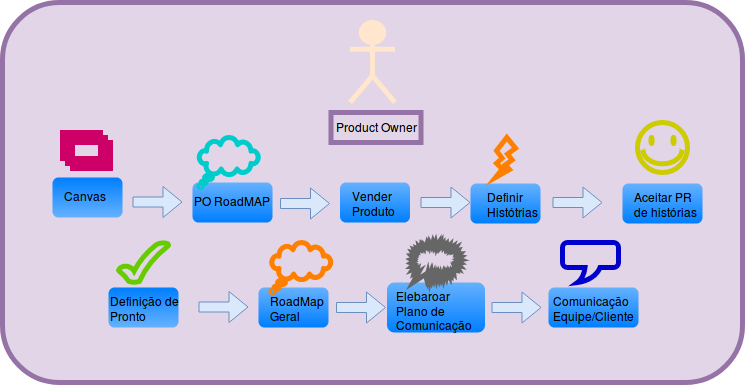 Product Owner
Canvas
PO RoadMAP
Vender
Produto
Definir
Histótrias
Aceitar PR
de histórias
Definição de
Pronto
RoadMap
Geral
Elebaroar
Plano de
Comunicação
Comunicação
Equipe/Cliente